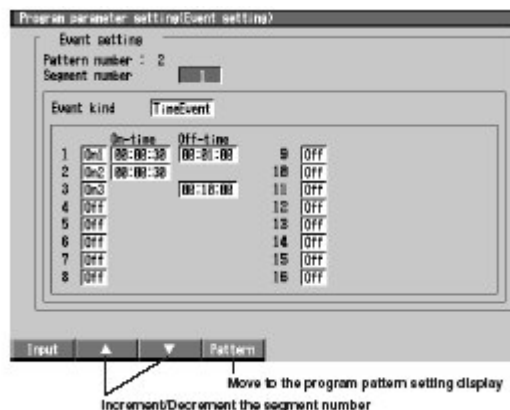 Program parameter setting(Event setting)
Event setting
Pattern number : 2
Segment number 1
Event kind TimeEvent
On-time Off-time
1 On1 00:00:30 00:01:00 9 Off
2 On2 00:00:30 10 Off
3 On3 00:10:00 11 Off
4 Off 12 Off
5 Off 13 Off
6 Off 14 Off
7 Off 15 Off
8 Off 16 Off
Input ▲ ▼ Pattern
Move to the program pattern setting display
Increment/Decrement the segment number